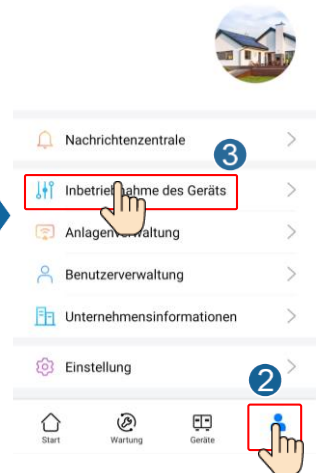 Nachrichtenzentrale
3
Inbetriebnahme des Geräts
Anlagenverwaltung
Benutzerverwaltung
Unternehmensinformationen
Einstellung
2
Start
Wartung
Geräte